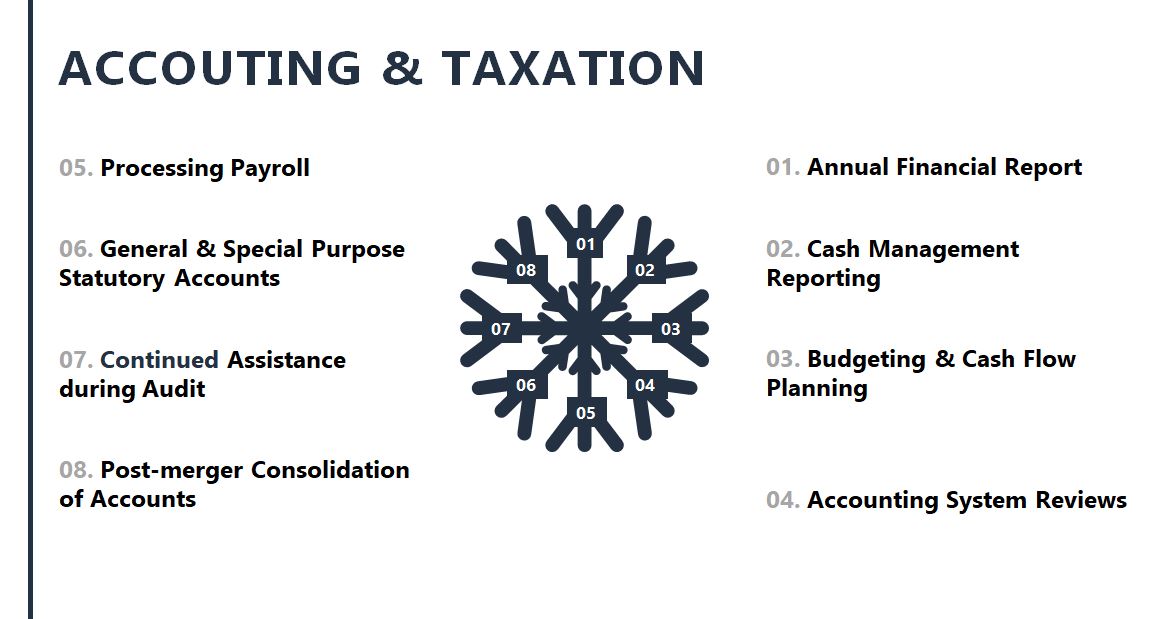 ACCOUTING & TAXATION
05. Processing Payroll
06. General & Special Purpose
Statutory Accounts
07. Continued Assistance
during Audit
08. Post-merger Consolidation
of Accounts
01
02
03
04
05
06
07
08
01. Annual Financial Report
02. Cash Management
Reporting
03. Budgeting & Cash Flow
Planning
04. Accounting System Reviews